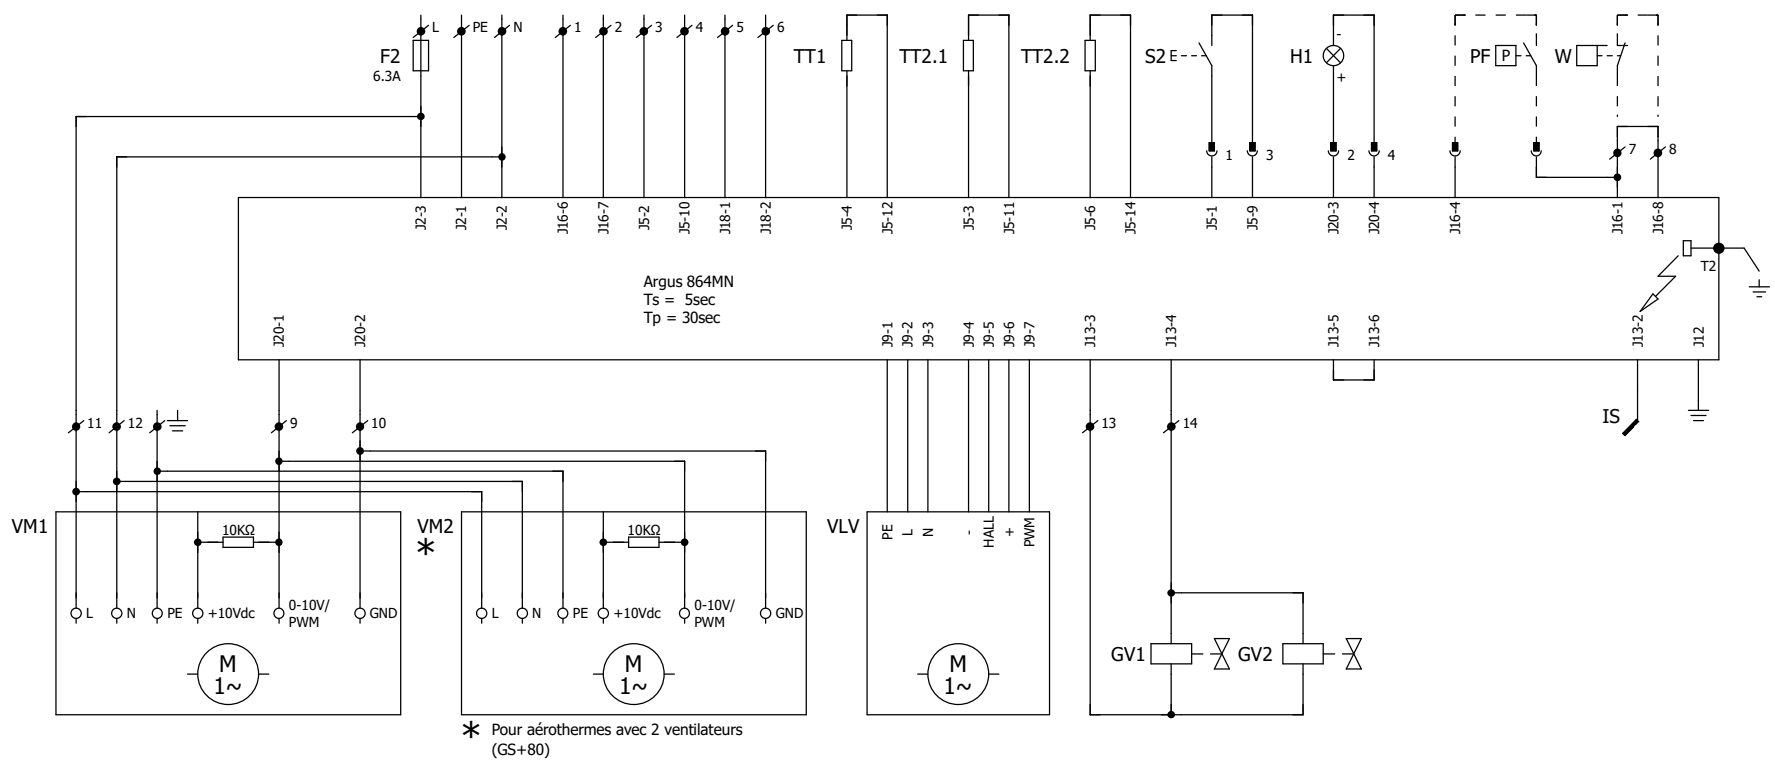 L PE N 1 2 3 4 5 6
F2
6.3A
TT1
TT2.1
TT2.2
S2 E
H1
-
+
PF P
W
1 3 2 4 7 8
J2-3 J2-1 J2-2 J16-6 J16-7 J5-2 J5-10 J18-1 J18-2 J5-4 J5-12 J5-3 J5-11 J5-6 J5-14 J5-1 J5-9 J20-3 J20-4 J16-4 J16-1 J16-8
T2
Argus 864MN
Ts = 5sec
Tp = 30sec
J20-1 J20-2 J9-1 J9-2 J9-3 J9-4 J9-5 J9-6 J9-7 J13-3 J13-4 J13-5 J13-6 J13-2 J12
11 12 9 10 13 14
IS
VM1
10KΩ
L N PE +10Vdc 0-10V/
PWM
GND
M
1~
VM2
*
10KΩ
L N PE +10Vdc 0-10V/
PWM
GND
M
1~
VLV
PE L N - HALL + PWM
M
1~
GV1
GV2
* Pour aérothermes avec 2 ventilateurs
(GS+80)